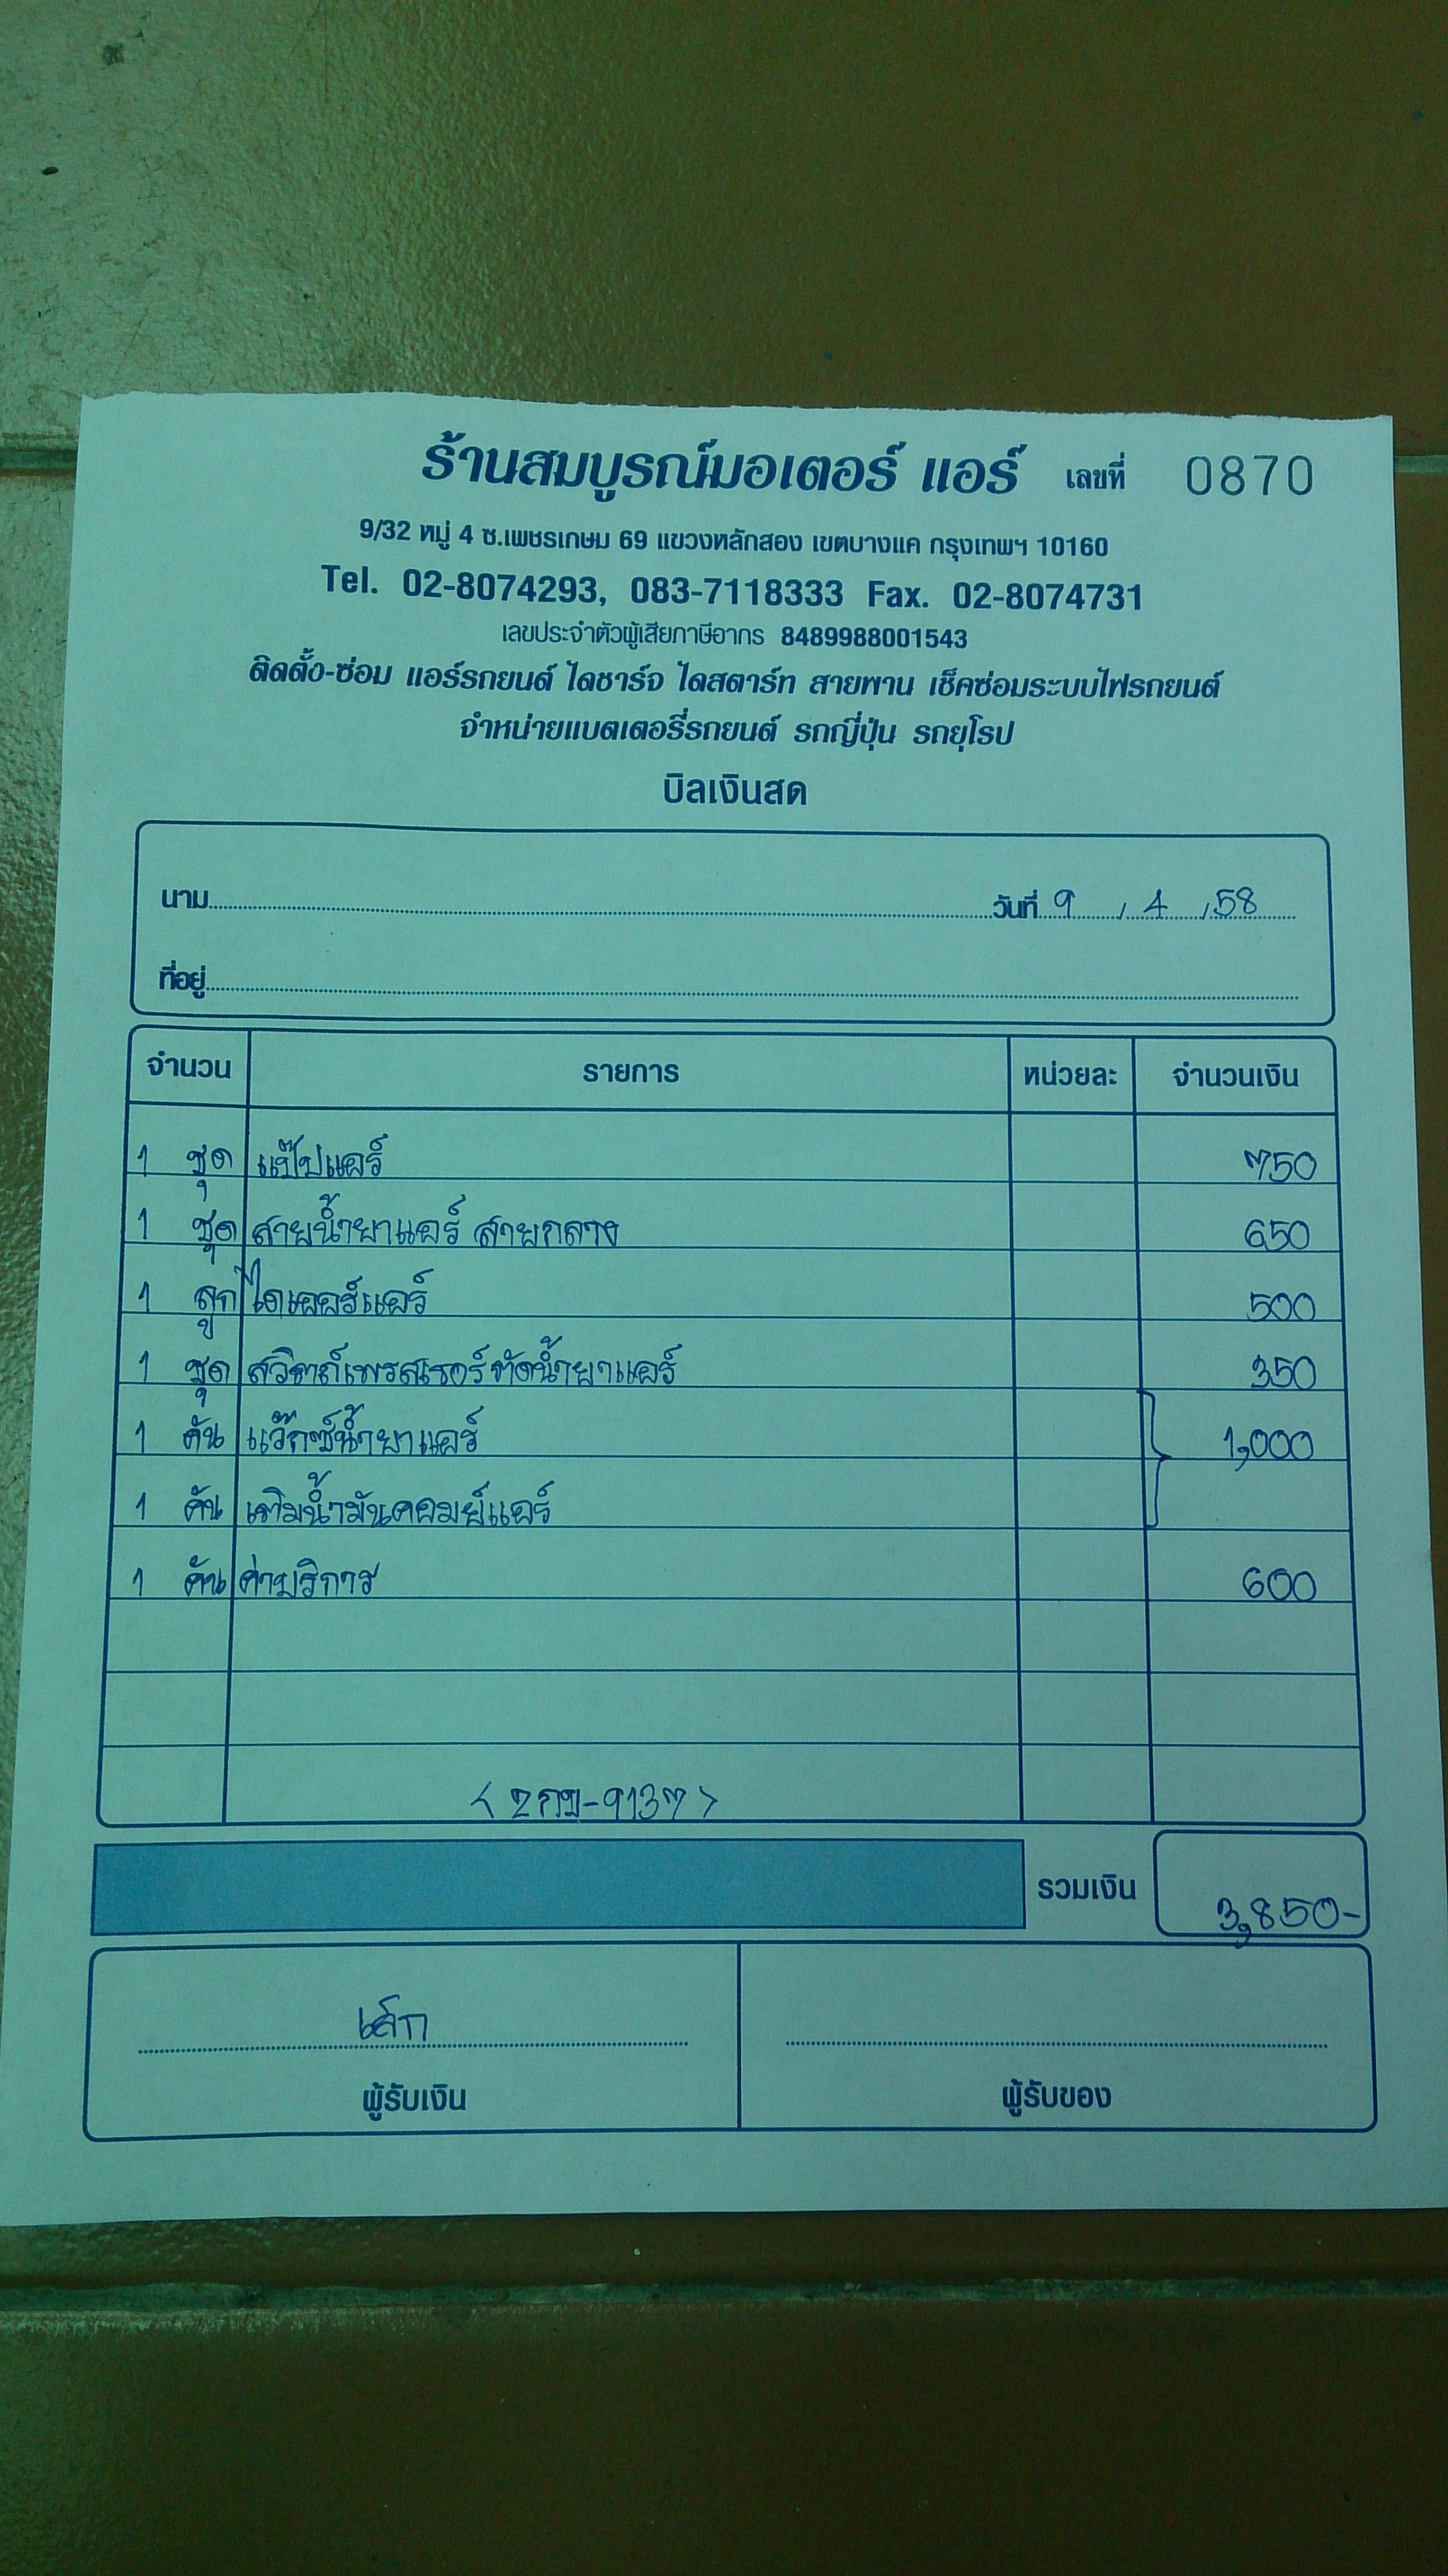 ร้านสมบูรณ์มอเตอร์ แอร์ เลขที่ 0870
9/32 หมู่ 4 ซ.เพชรเกษม 69 แขวงหลักสอง เขตบางแค กรุงเทพฯ 10160
Tel. 02-8074293, 083-7118333 Fax. 02-8074731
เลขประจำตัวผู้เสียภาษีอากร 8489988001543
ติดตั้ง-ซ่อม แอร์รถยนต์ ไดชาร์จ ไดสตาร์ท สายพาน เช็คซ่อมระบบไฟรถยนต์
จำหน่ายแบตเตอรี่รถยนต์ รถญี่ปุ่น รถยุโรป
บิลเงินสด
นาม วันที่ 9 / 4 / 58
ที่อยู่
จำนวน รายการ หน่วยละ จำนวนเงิน
1 ชุด แป๊ปแอร์ 750
1 ชุด สายน้ำยาแอร์ สายกลาง 650
1 ลูก ไดเออร์แอร์ 500
1 ชุด สวิตท์เพรสเชอร์ตัดน้ำยาแอร์ 350
1 คัน แว๊กซ์น้ำยาแอร์ 1,000
1 คัน เติมน้ำมันคอมย์แอร์
1 คัน ค่าบริการ 600
< 2กข-9137 >
รวมเงิน 3,850-
เล็ก
ผู้รับเงิน ผู้รับของ